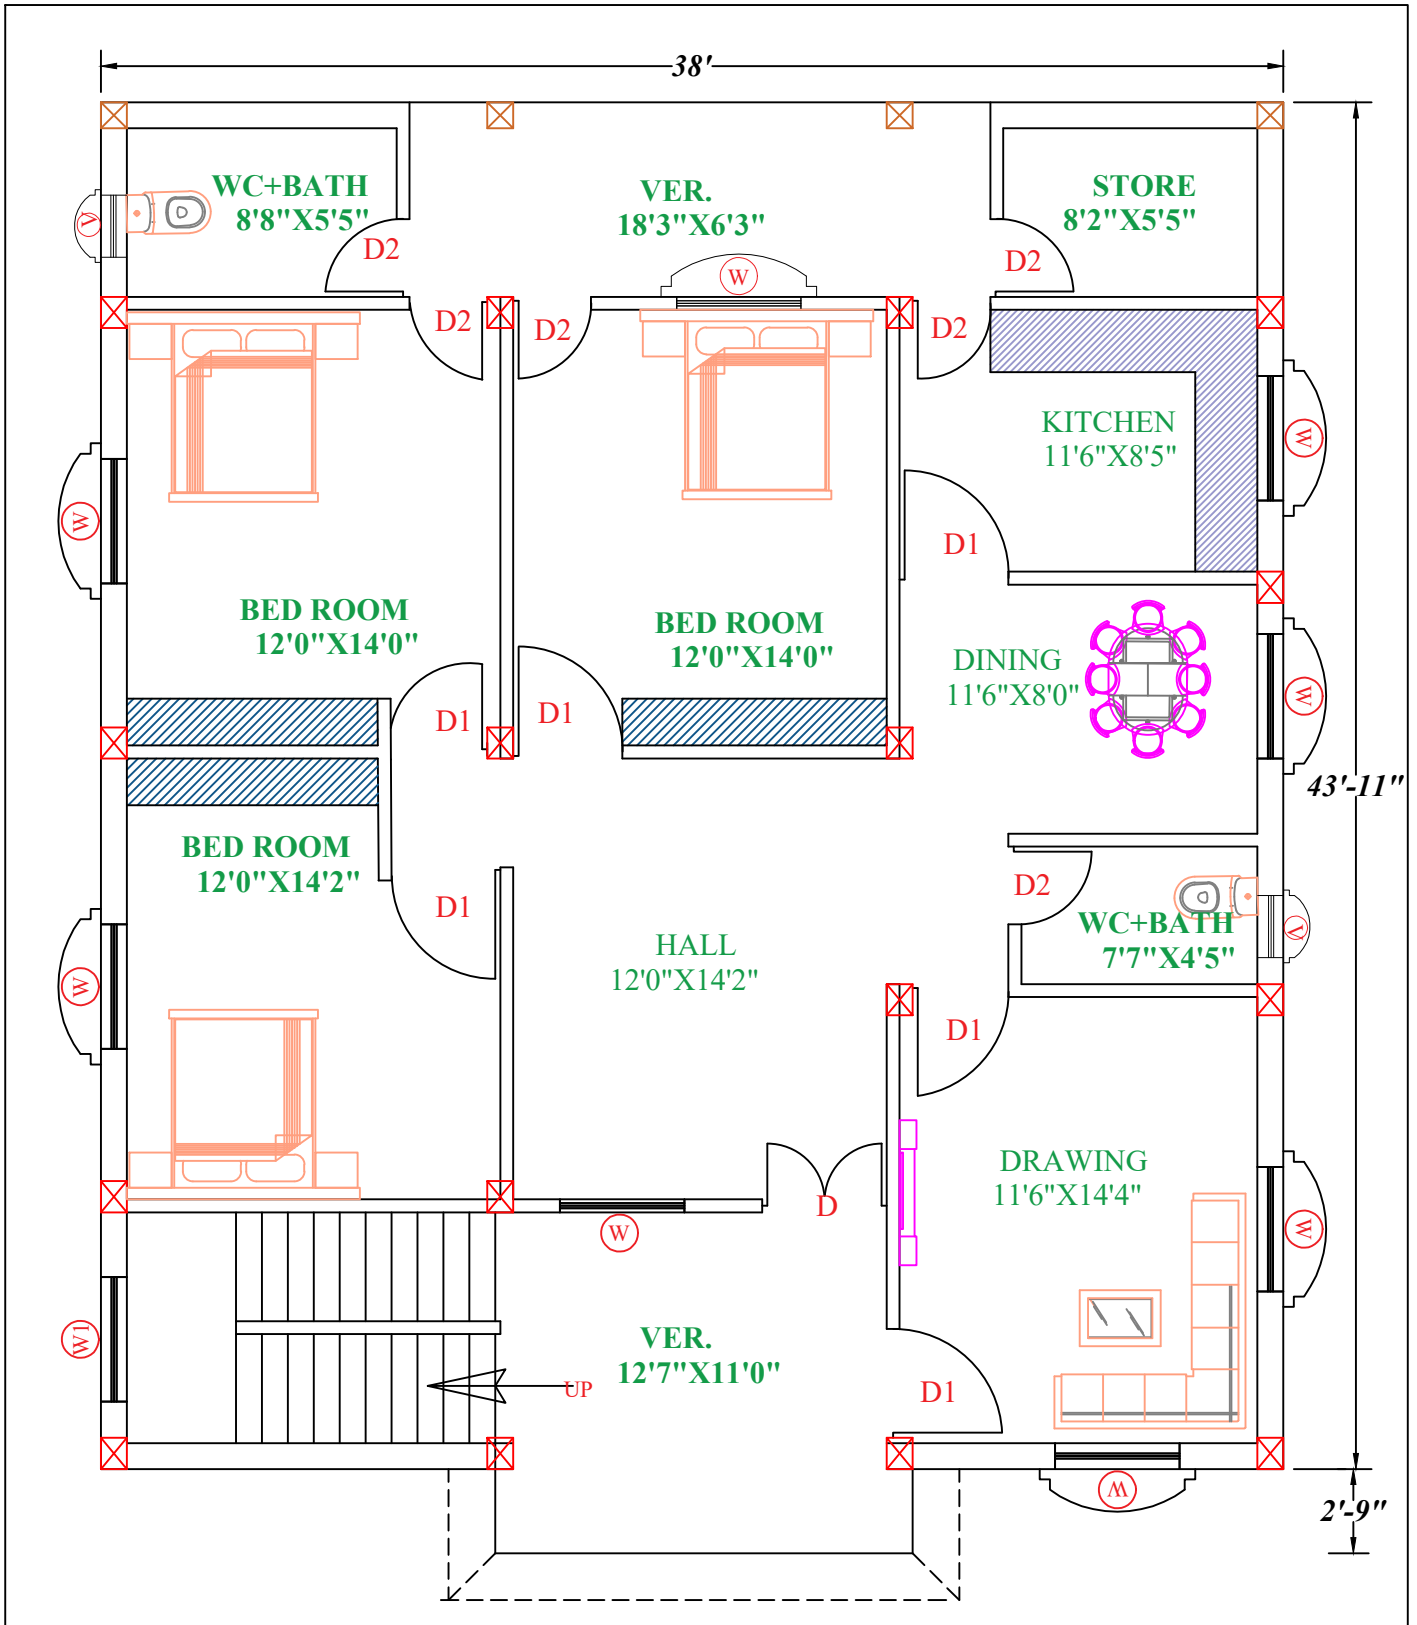 38'
WC+BATH
8'8"X5'5"
V
D2
VER.
18'3"X6'3"
W
STORE
8'2"X5'5"
D2
D2
D2
D2
KITCHEN
11'6"X8'5"
W
W
D1
BED ROOM
12'0"X14'0
BED ROOM
12'0"X14'0"
DINING
11'6"X8'0"
W
D1
D1
43'-11"
BED ROOM
12'0"X14'2"
D1
D2
WC+BATH
7'7"X4'5"
V
HALL
12'0"X14'2"
W
D1
DRAWING
11'6"X14'4"
D
W
W
W1
VER.
12'7"X11'0"
UP
D1
W
2'-9"